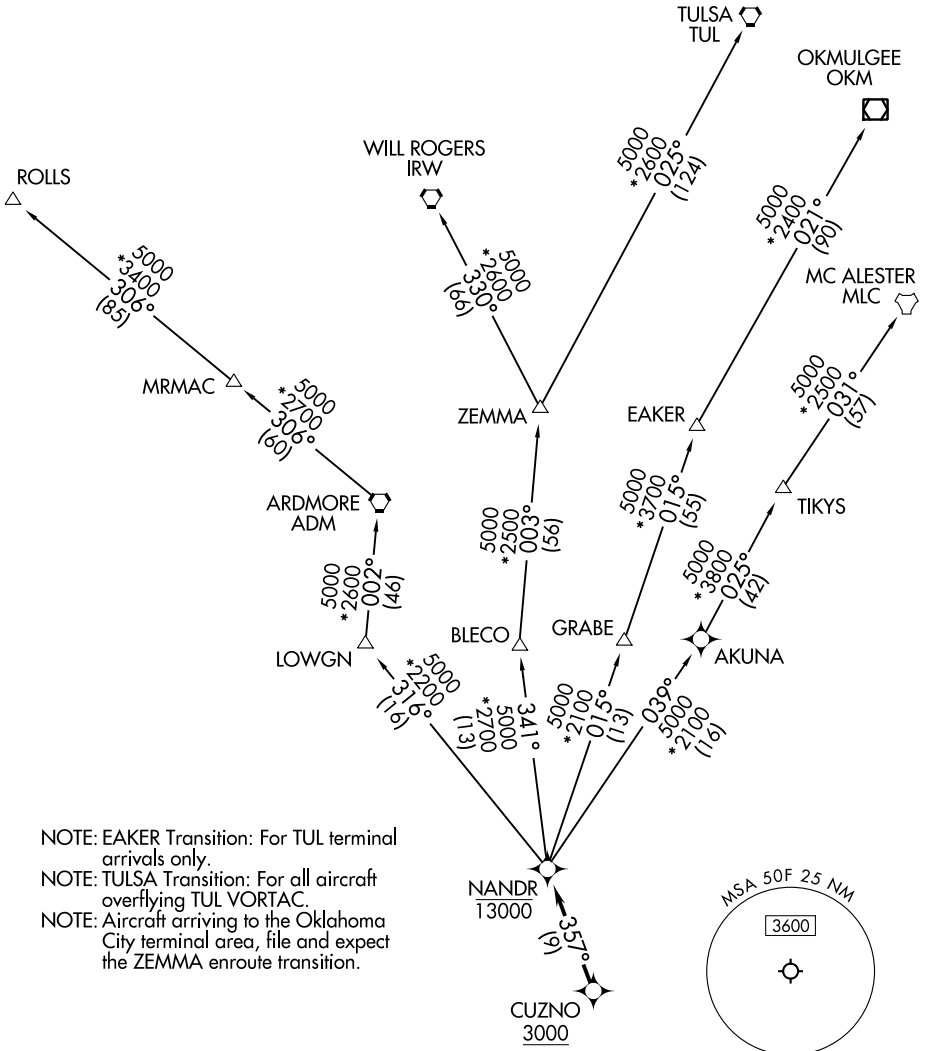 TULSA
TUL
OKMULGEE
OKM
WILL ROGERS
IRW
5000
*2600
025°
(124)
ROLLS
5000
*2400
021°
(90)
5000
*3400
306°
(85)
5000
*2600
330°
(66)
MC ALESTER
MLC
MRMAC
5000
*2700
306°
(60)
ZEMMA
EAKER
5000
*2500
031°
(57)
ARDMORE
ADM
5000
*2500
003°
(56)
5000
*3700
015°
(55)
TIKYS
5000
*2600
002°
(46)
5000
*3800
025°
(42)
LOWGN
BLECO
GRABE
AKUNA
5000
*2200
316°
(16)
341°
5000
*2700
(13)
5000
*2100
015°
(13)
039°
5000
*2100
(16)
NOTE: EAKER Transition: For TUL terminal
arrivals only.
NOTE: TULSA Transition: For all aircraft
overflying TUL VORTAC.
NOTE: Aircraft arriving to the Oklahoma
City terminal area, file and expect
the ZEMMA enroute transition.
NANDR
13000
357°
(9)
CUZNO
3000
MSA 50F 25 NM
3600